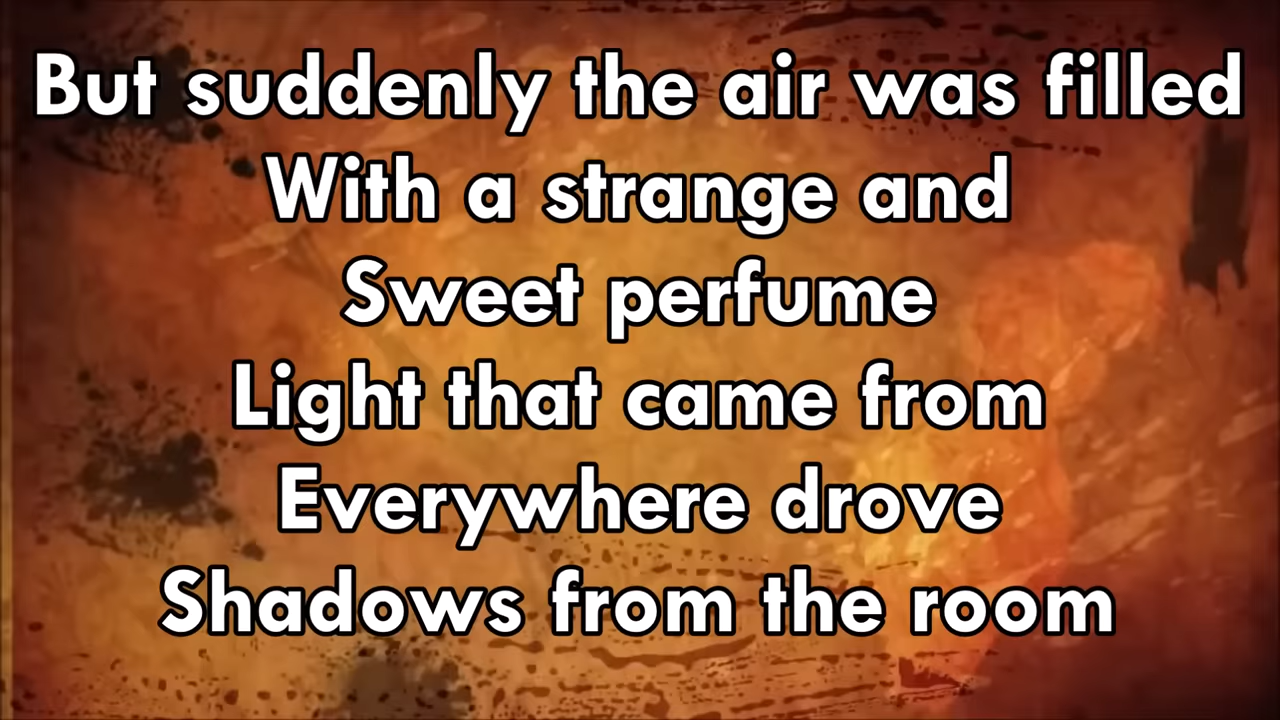 But suddenly the air was filled
With a strange and
Sweet perfume
Light that came from
Everywhere drove
Shadows from the room